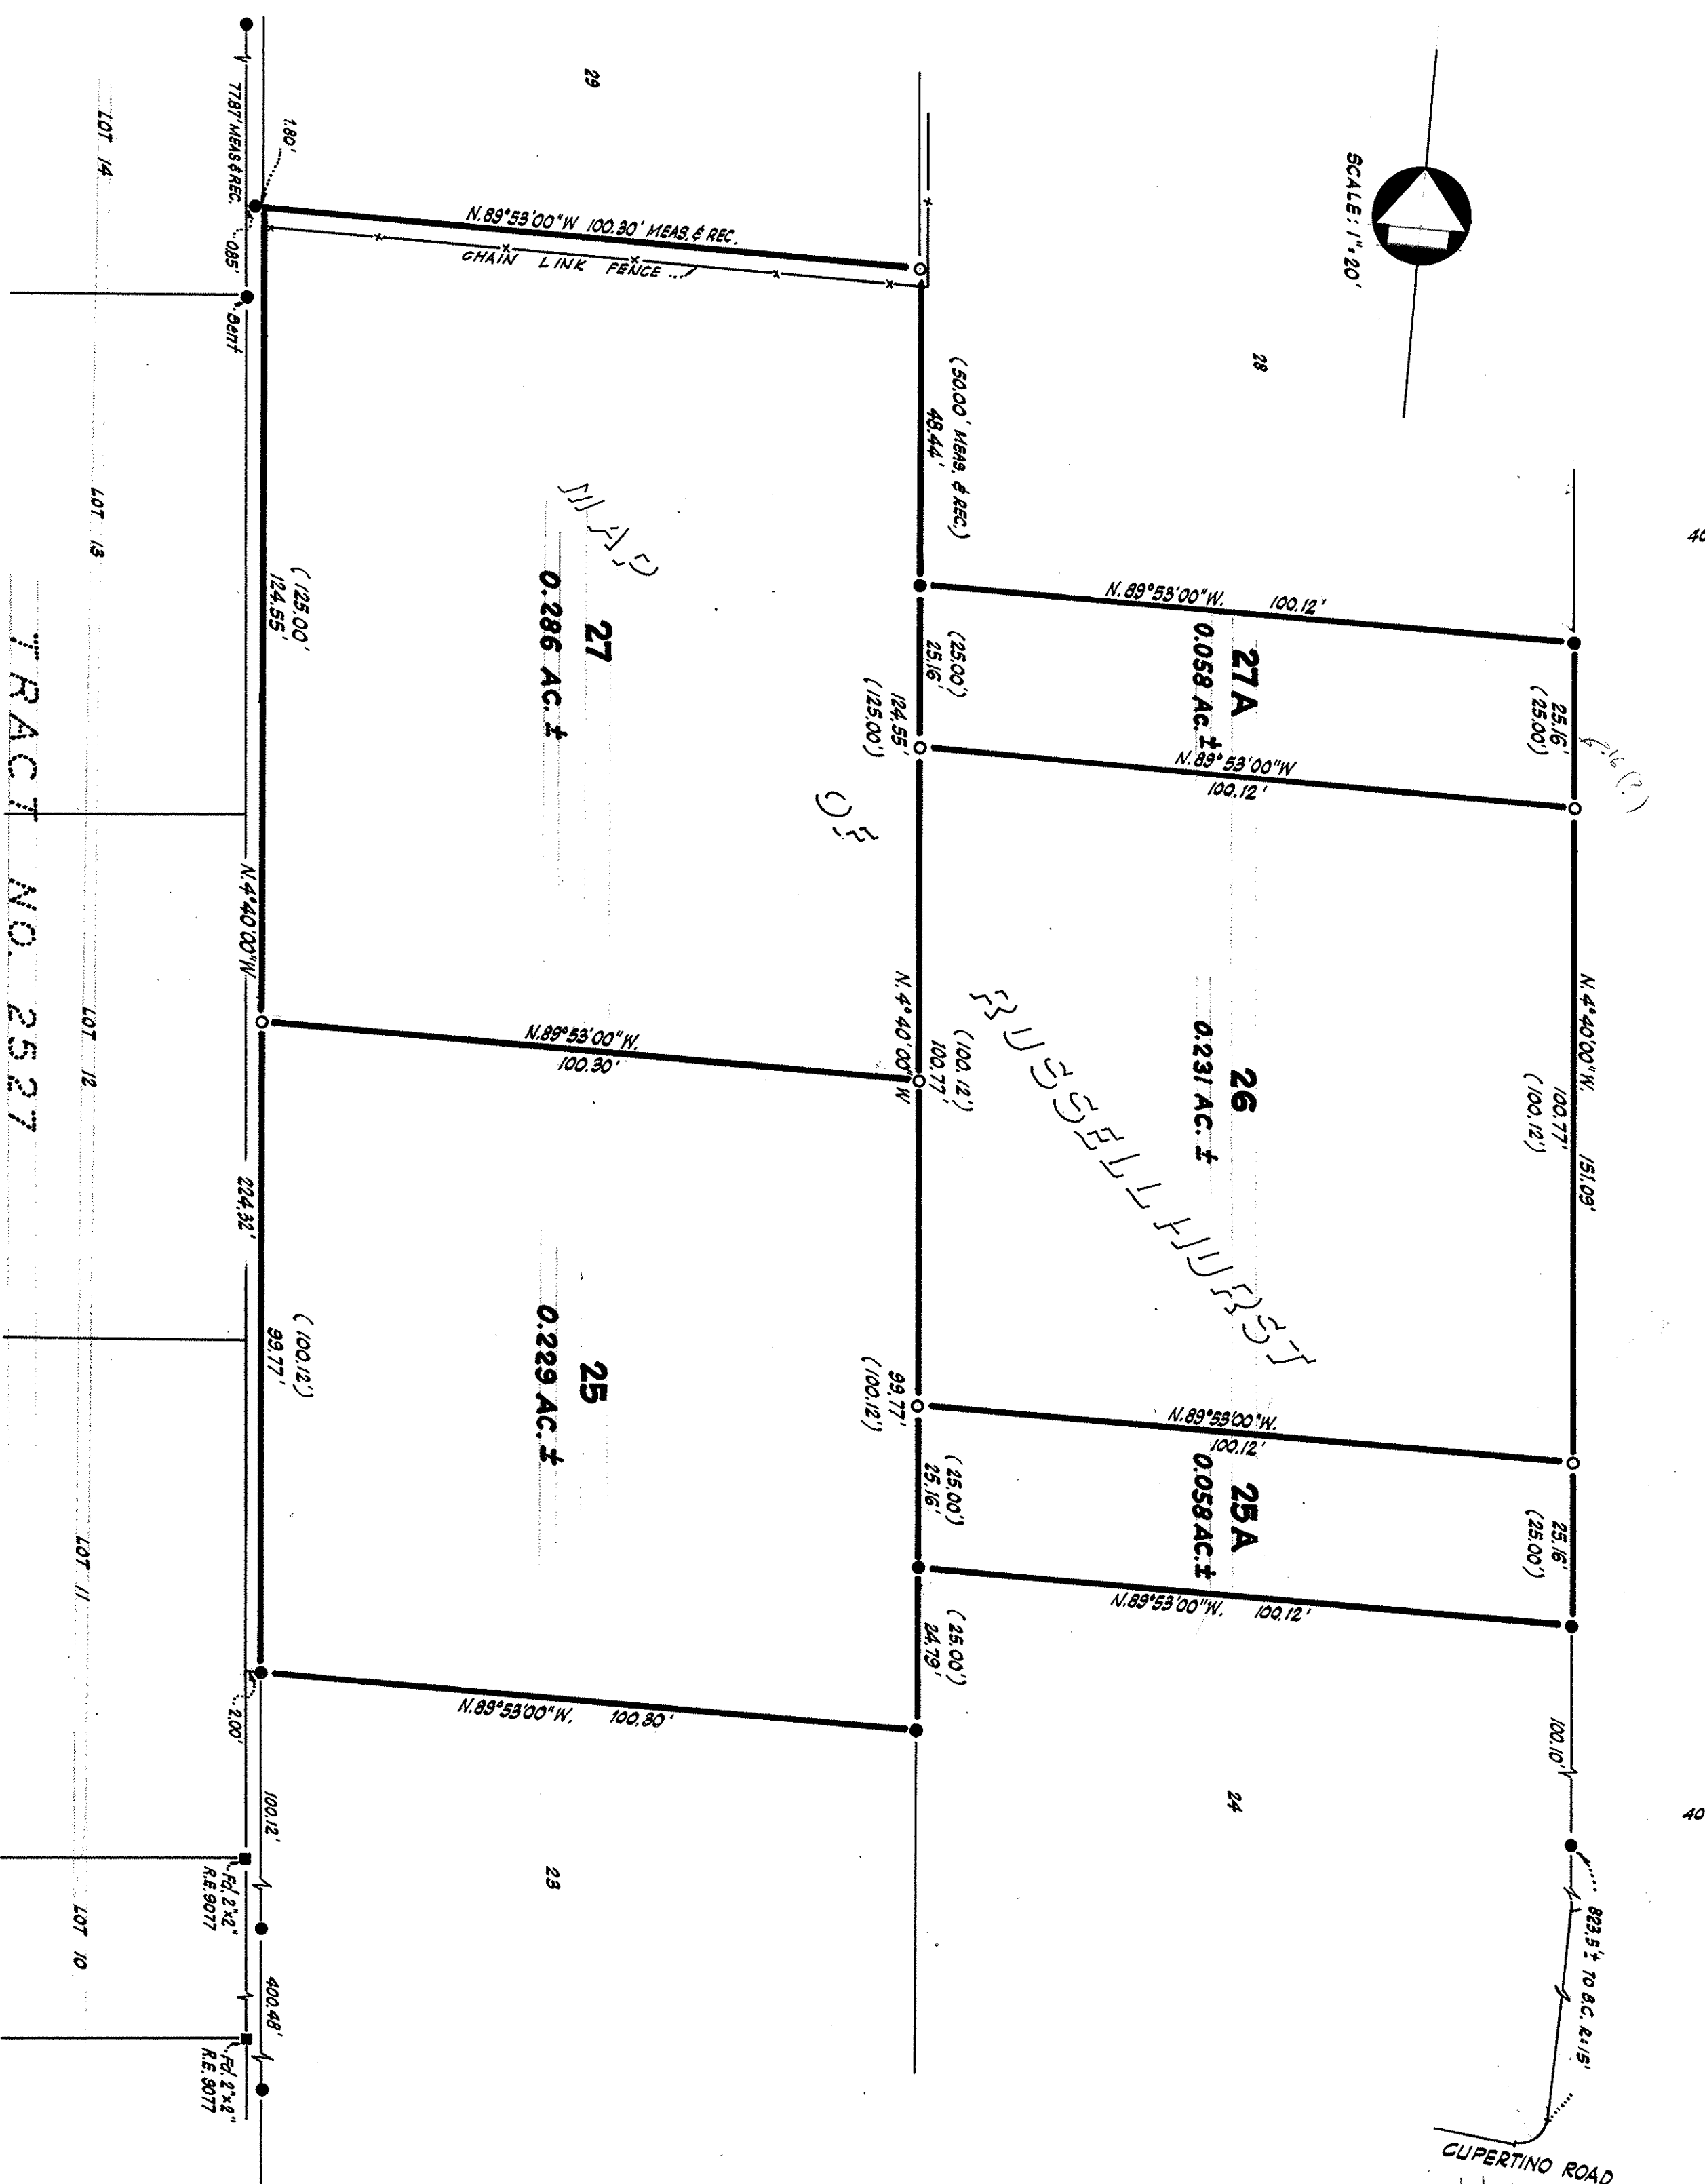 SCALE: 1"= 20'
40
28
29
77.87' MEAS & REC.
1.80'
0.85'
Bent
N.89°53'00"W 100.30' MEAS. & REC.
CHAIN LINK FENCE
(50.00' MEAS. & REC.)
48.44'
N.89°53'00"W. 100.12'
27A
0.058 Ac. ±
25.16'
(25.00')
(25.00')
25.16'
124.55'
(125.00')
N.89°53'00"W
100.12'
MAP
OF
RUSSELLHURST
27
0.286 AC. ±
(125.00')
124.55'
N.4°40'00"W
224.32'
N.89°53'00"W.
100.30'
N.4°40'00"W
(100.12')
100.77'
26
0.231 AC. ±
N.4°40'00"W.
151.09'
100.77'
(100.12')
25
0.229 AC. ±
(100.12')
99.77'
99.77'
(100.12')
N.89°53'00"W.
100.12'
25A
0.058 AC. ±
25.16'
(25.00')
(25.00')
25.16'
N.89°53'00"W. 100.12'
(25.00')
24.79'
N.89°53'00"W. 100.30'
2.00'
100.12'
400.48'
Fd. 2"x2"
R.E. 9077
Fd. 2"x2"
R.E. 9077
23
24
100.10'
40
823.5'± TO B.C. R=15'
CUPERTINO ROAD
LOT 14
LOT 13
LOT 12
LOT 11
LOT 10
TRACT NO. 2527